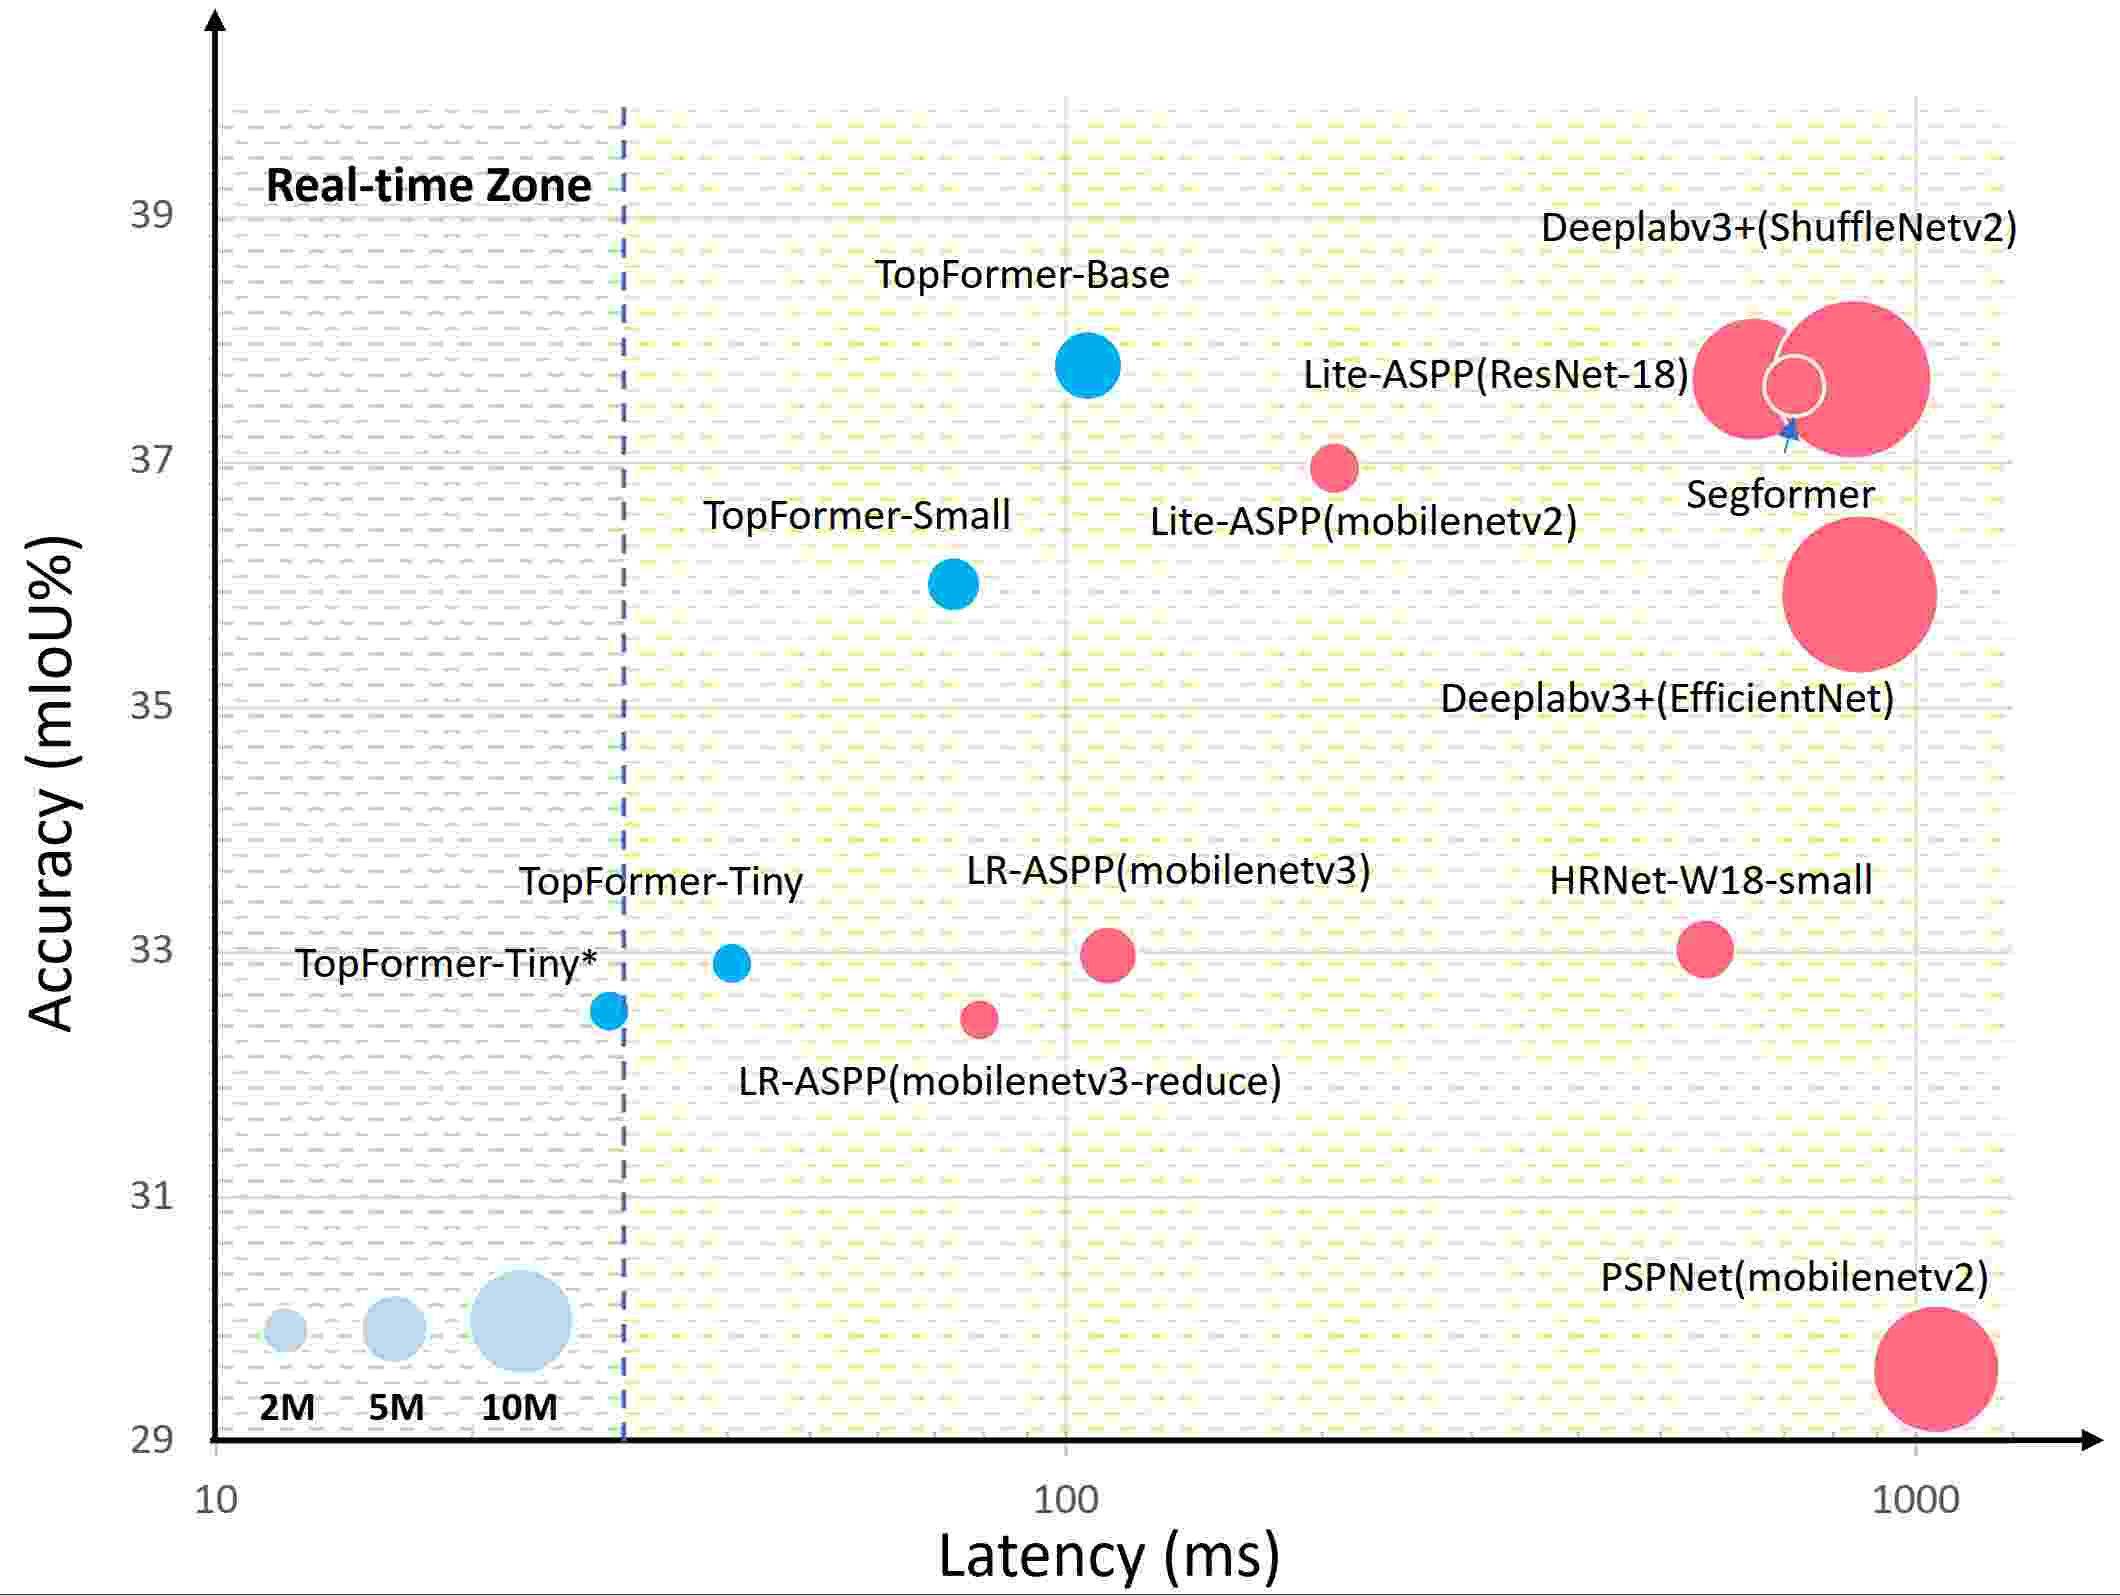 Real-time Zone
39
Deeplabv3+(ShuffleNetv2)
TopFormer-Base
Lite-ASPP(ResNet-18)
37
Segformer
TopFormer-Small
Lite-ASPP(mobilenetv2)
35
Deeplabv3+(EfficientNet)
Accuracy (mIoU%)
TopFormer-Tiny
LR-ASPP(mobilenetv3)
HRNet-W18-small
33
TopFormer-Tiny*
LR-ASPP(mobilenetv3-reduce)
31
PSPNet(mobilenetv2)
2M 5M 10M
29
10 100 1000
Latency (ms)